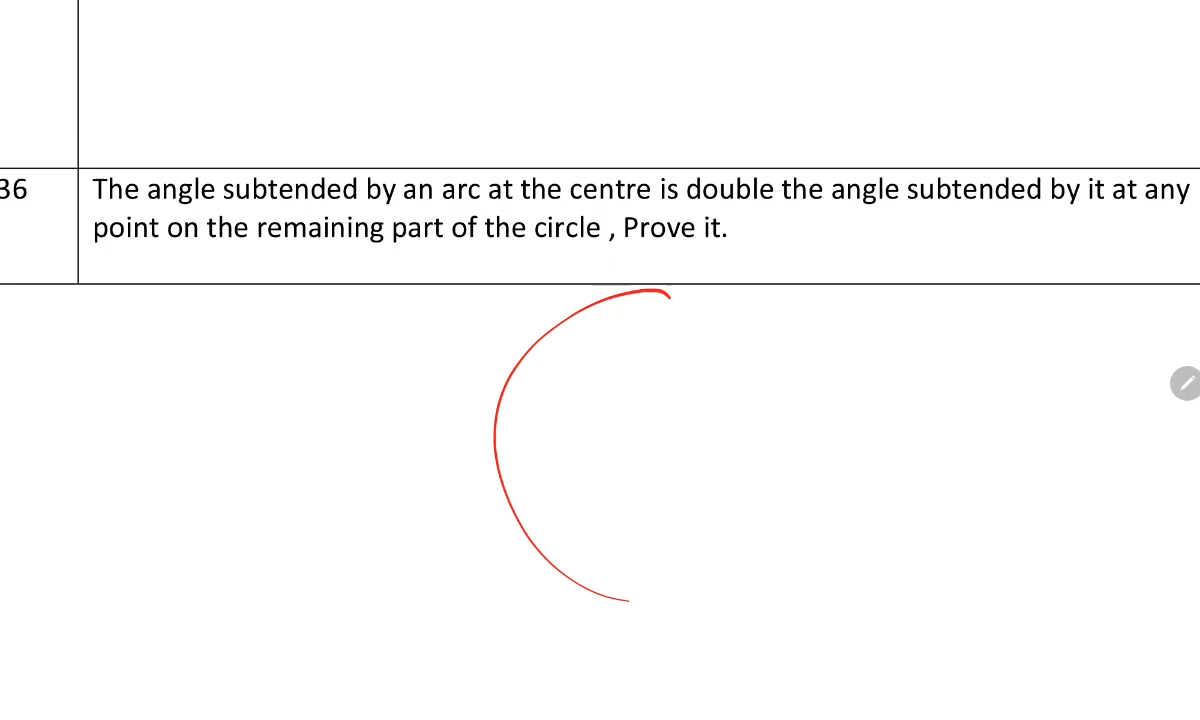 36
The angle subtended by an arc at the centre is double the angle subtended by it at any
point on the remaining part of the circle , Prove it.